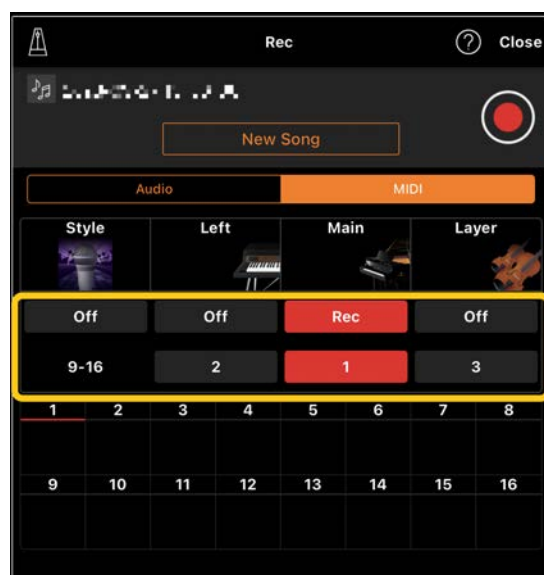 Rec
Close
New Song
Audio MIDI
Style Left Main Layer
Off Off Rec Off
9-16 2 1 3
1 2 3 4 5 6 7 8
9 10 11 12 13 14 15 16